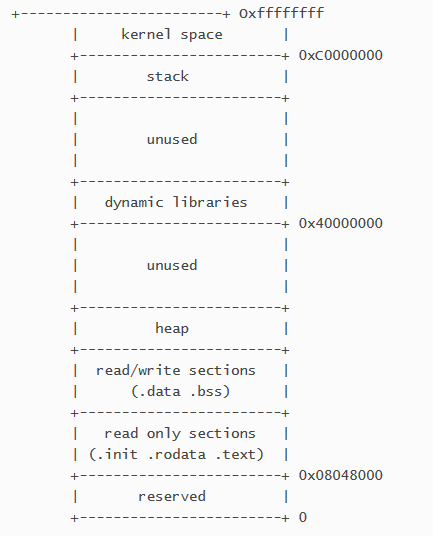 +-----------------------+ 0xffffffff
| kernel space |
+-----------------------+ 0xC0000000
| stack |
+-----------------------+
| |
| unused |
| |
+-----------------------+
| dynamic libraries |
+-----------------------+ 0x40000000
| |
| unused |
| |
+-----------------------+
| heap |
+-----------------------+
| read/write sections |
| (.data .bss) |
+-----------------------+
| read only sections |
| (.init .rodata .text) |
+-----------------------+ 0x08048000
| reserved |
+-----------------------+ 0